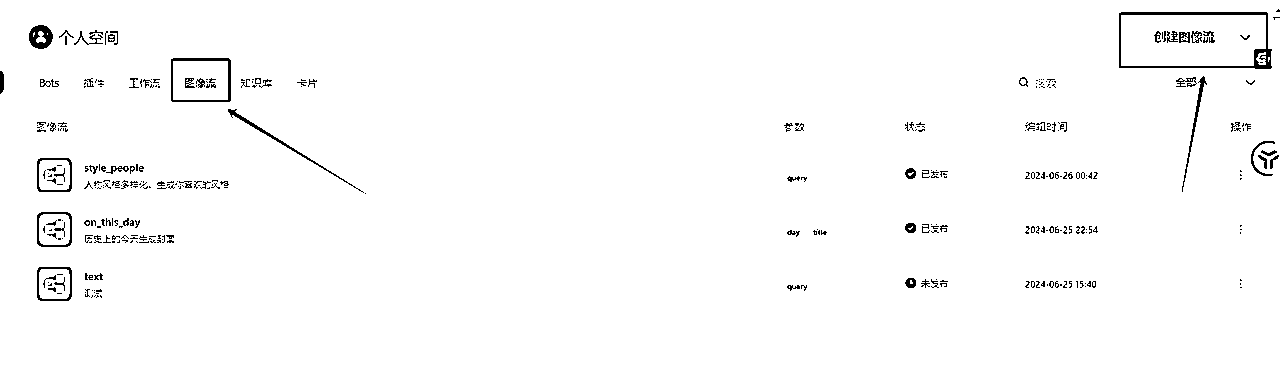 个人空间
创建图像流
Bots 插件 工作流 图像流 知识库 卡片
搜索 全部
图像流 参数 状态 编辑时间 操作
style_people
人物风格多样化、生成你喜欢的风格
query 已发布 2024-06-26 00:42
on_this_day
历史上的今天生成封面
day title 已发布 2024-06-25 22:54
text
测试
query 未发布 2024-06-25 15:40